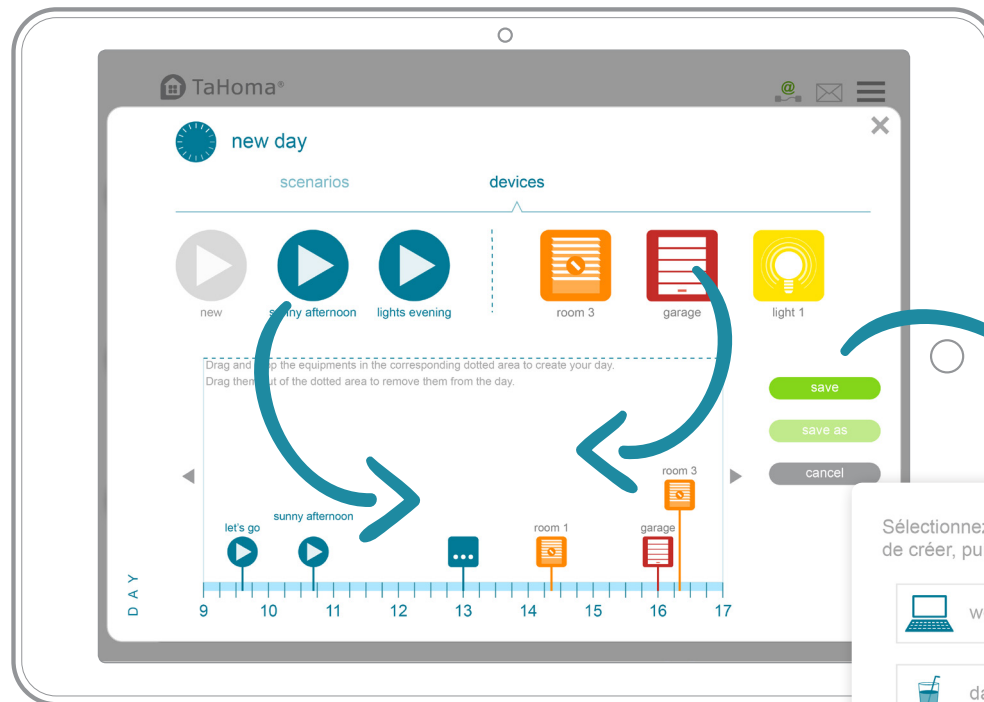 TaHoma®
@
new day
scenarios
devices
new
sunny afternoon
lights evening
room 3
garage
light 1
Drag and drop the equipments in the corresponding dotted area to create your day.
Drag them out of the dotted area to remove them from the day.
save
save as
cancel
room 3
let's go
sunny afternoon
room 1
garage
DAY
9 10 11 12 13 14 15 16 17
Sélectionnez
de créer, pu